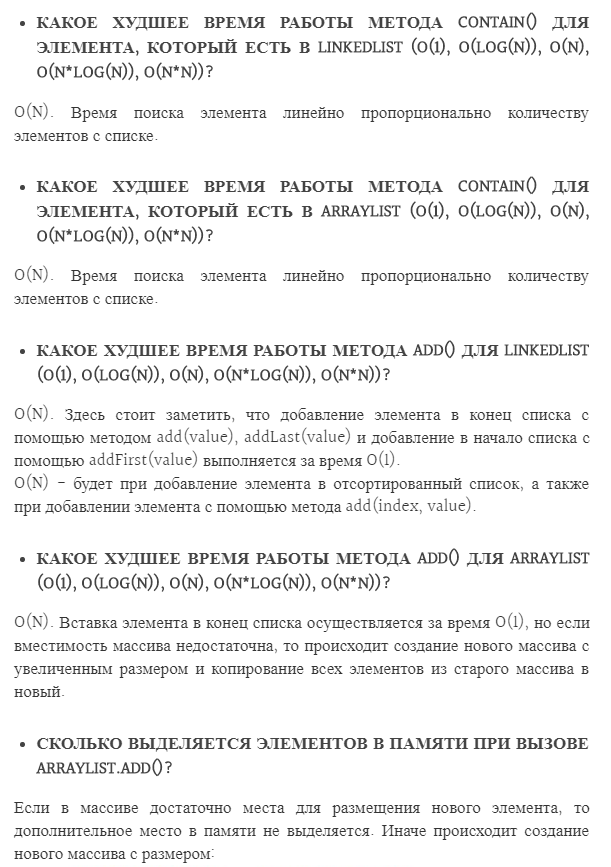 • КАКОЕ ХУДШЕЕ ВРЕМЯ РАБОТЫ МЕТОДА CONTAIN() ДЛЯ
ЭЛЕМЕНТА, КОТОРЫЙ ЕСТЬ В LINKEDLIST (O(1), O(LOG(N)), O(N),
O(N*LOG(N)), O(N*N))?
O(N). Время поиска элемента линейно пропорционально количеству
элементов с списке.
• КАКОЕ ХУДШЕЕ ВРЕМЯ РАБОТЫ МЕТОДА CONTAIN() ДЛЯ
ЭЛЕМЕНТА, КОТОРЫЙ ЕСТЬ В ARRAYLIST (O(1), O(LOG(N)), O(N),
O(N*LOG(N)), O(N*N))?
O(N). Время поиска элемента линейно пропорционально количеству
элементов с списке.
• КАКОЕ ХУДШЕЕ ВРЕМЯ РАБОТЫ МЕТОДА ADD() ДЛЯ LINKEDLIST
(O(1), O(LOG(N)), O(N), O(N*LOG(N)), O(N*N))?
O(N). Здесь стоит заметить, что добавление элемента в конец списка с
помощью методом add(value), addLast(value) и добавление в начало списка с
помощью addFirst(value) выполняется за время O(1).
O(N) – будет при добавление элемента в отсортированный список, а также
при добавлении элемента с помощью метода add(index, value).
• КАКОЕ ХУДШЕЕ ВРЕМЯ РАБОТЫ МЕТОДА ADD() ДЛЯ ARRAYLIST
(O(1), O(LOG(N)), O(N), O(N*LOG(N)), O(N*N))?
O(N). Вставка элемента в конец списка осуществляется за время O(1), но если
вместимость массива недостаточна, то происходит создание нового массива с
увеличенным размером и копирование всех элементов из старого массива в
новый.
• СКОЛЬКО ВЫДЕЛЯЕТСЯ ЭЛЕМЕНТОВ В ПАМЯТИ ПРИ ВЫЗОВЕ
ARRAYLIST.ADD()?
Если в массиве достаточно места для размещения нового элемента, то
дополнительное место в памяти не выделяется. Иначе происходит создание
нового массива с размером: